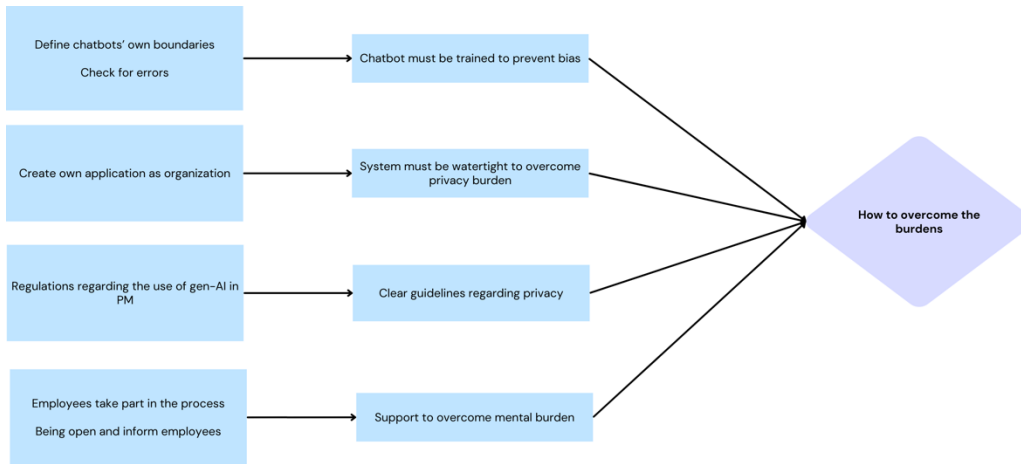 Define chatbots’ own boundaries
Check for errors
Chatbot must be trained to prevent bias
Create own application as organization
System must be watertight to overcome
privacy burden
How to overcome the
burdens
Regulations regarding the use of gen-AI in
PM
Clear guidelines regarding privacy
Employees take part in the process
Being open and inform employees
Support to overcome mental burden